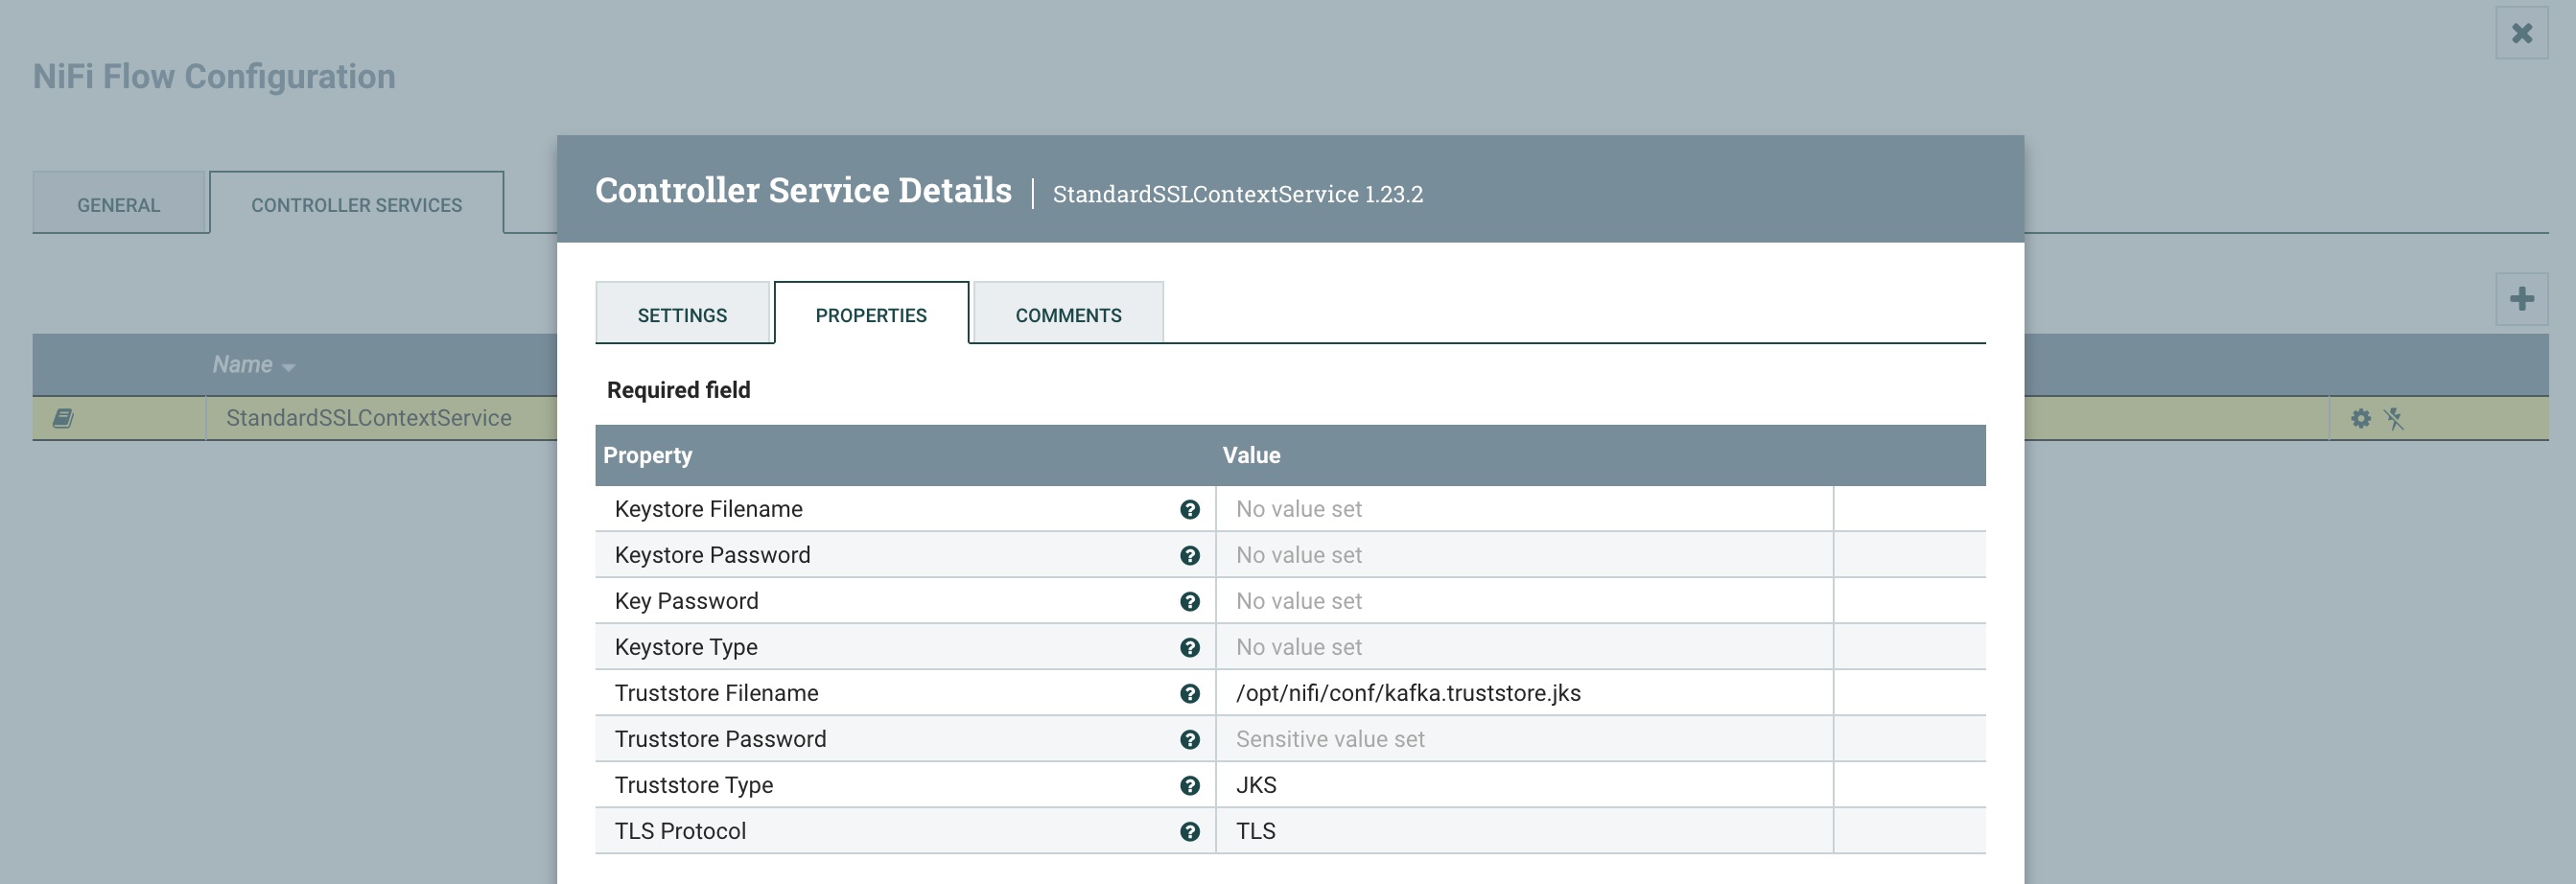 NiFi Flow Configuration
GENERAL
CONTROLLER SERVICES
Name
StandardSSLContextService
Controller Service Details
StandardSSLContextService 1.23.2
SETTINGS
PROPERTIES
COMMENTS
Required field
Property Value
Keystore Filename No value set
Keystore Password No value set
Key Password No value set
Keystore Type No value set
Truststore Filename /opt/nifi/conf/kafka.truststore.jks
Truststore Password Sensitive value set
Truststore Type JKS
TLS Protocol TLS